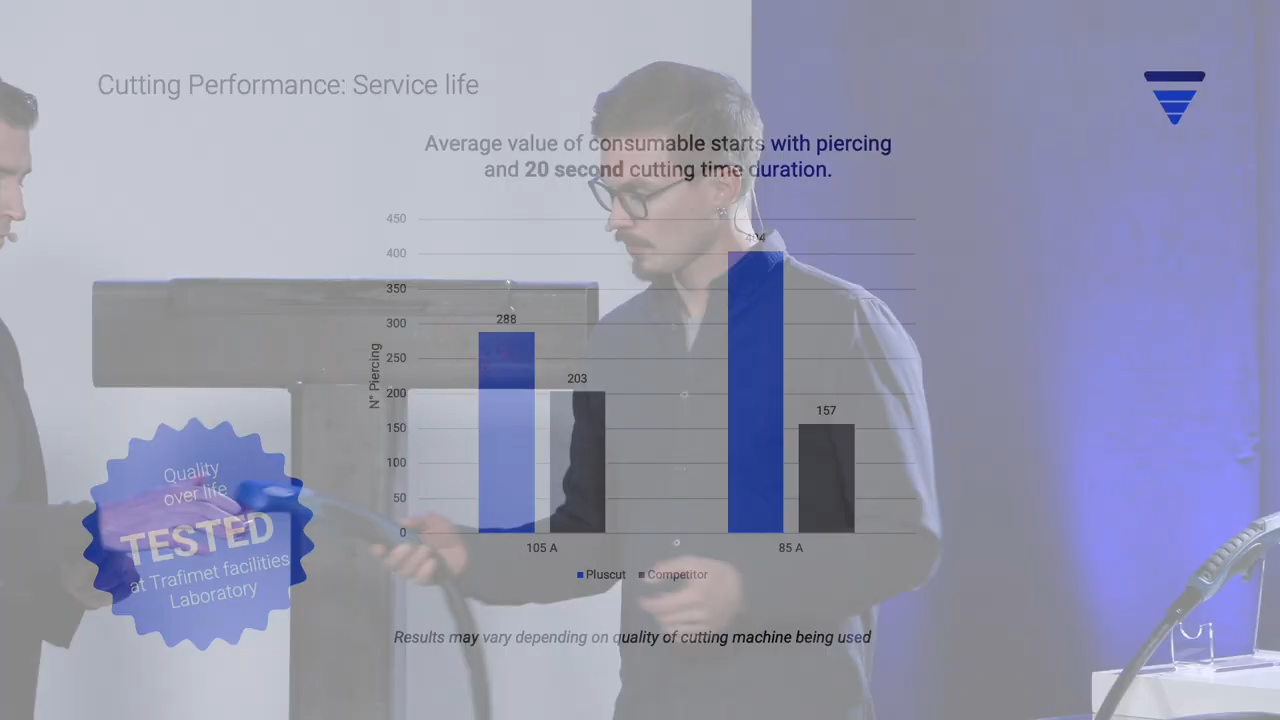 Cutting Performance: Service life
Average value of consumable starts with piercing
and 20 second cutting time duration.
450
400
350
300
250
200
150
100
50
0
N° Piercing
288
203
404
157
105 A
85 A
Pluscut
Competitor
Quality
over life
TESTED
at Trafimet facilities
Laboratory
Results may vary depending on quality of cutting machine being used